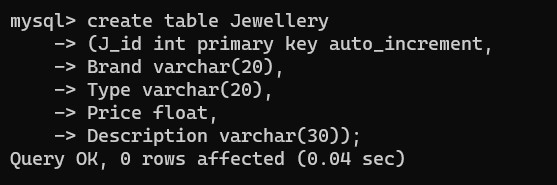 mysql> create table Jewellery
    -> (J_id int primary key auto_increment,
    -> Brand varchar(20),
    -> Type varchar(20),
    -> Price float,
    -> Description varchar(30));
Query OK, 0 rows affected (0.04 sec)